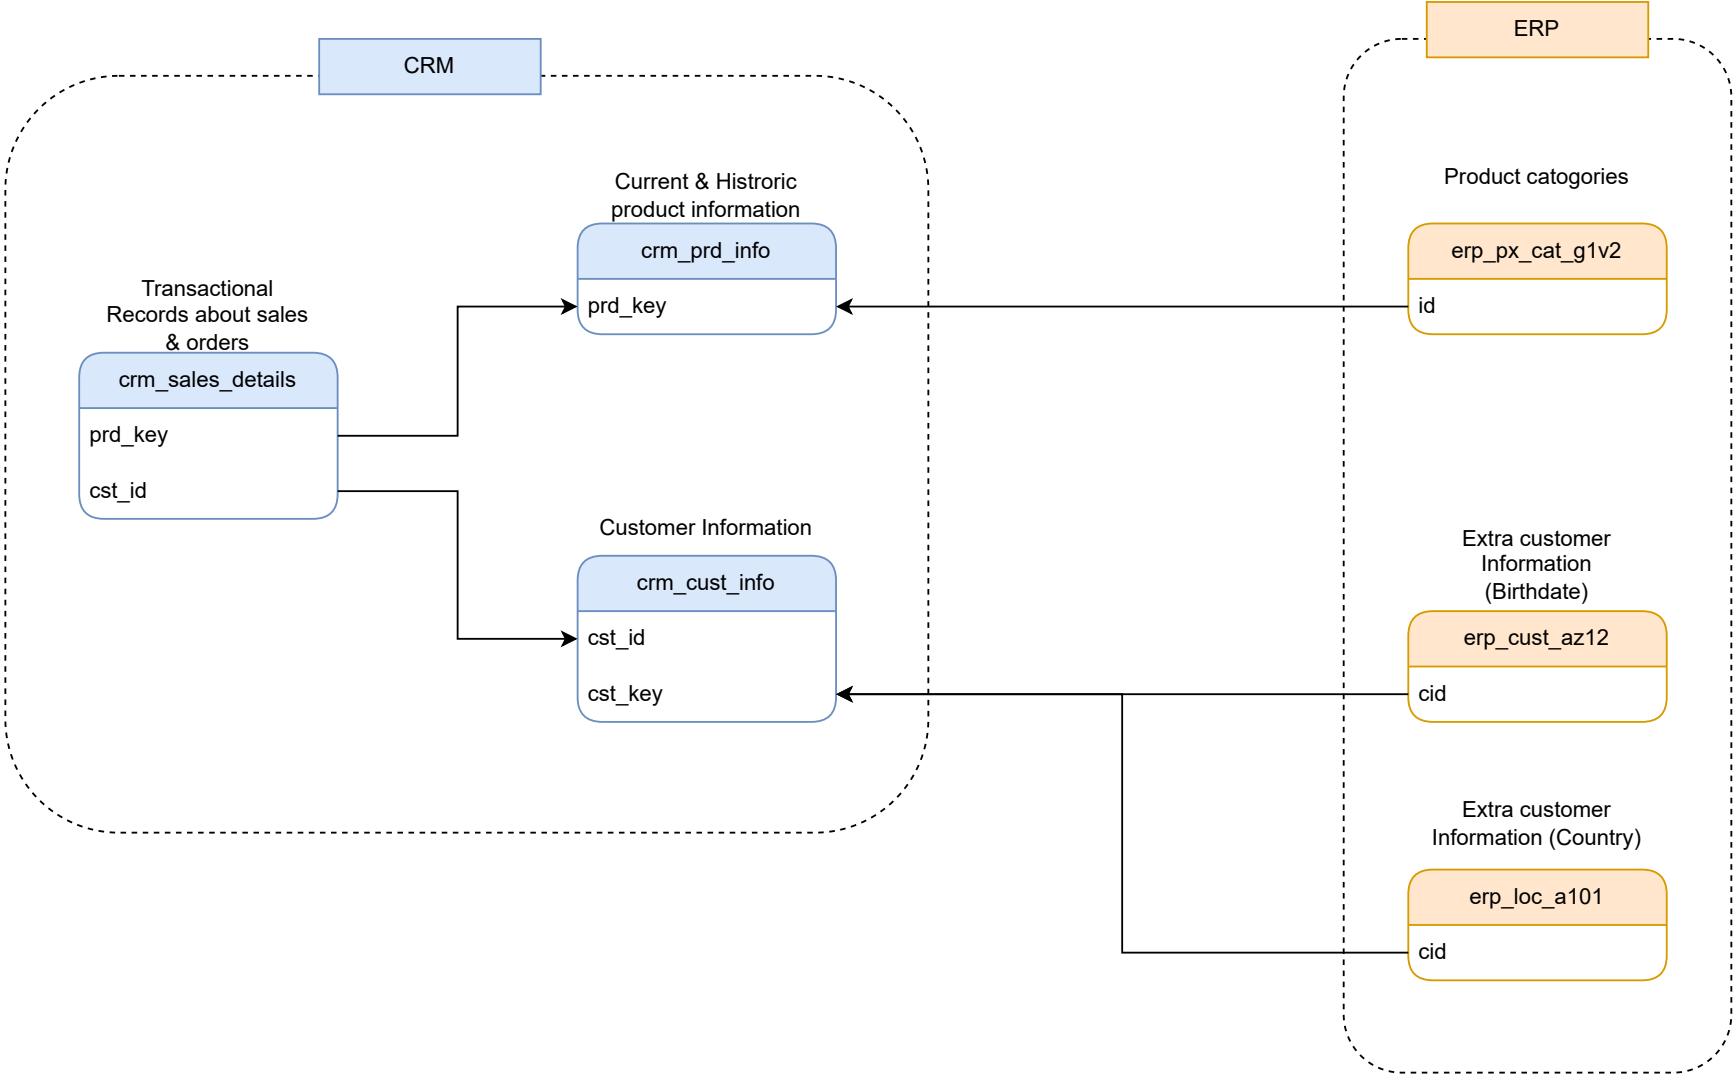 CRM
Transactional
Records about sales
& orders
crm_sales_details
prd_key
cst_id
Current & Histroric
product information
crm_prd_info
prd_key
Customer Information
crm_cust_info
cst_id
cst_key
ERP
Product catogories
erp_px_cat_g1v2
id
Extra customer
Information
(Birthdate)
erp_cust_az12
cid
Extra customer
Information (Country)
erp_loc_a101
cid